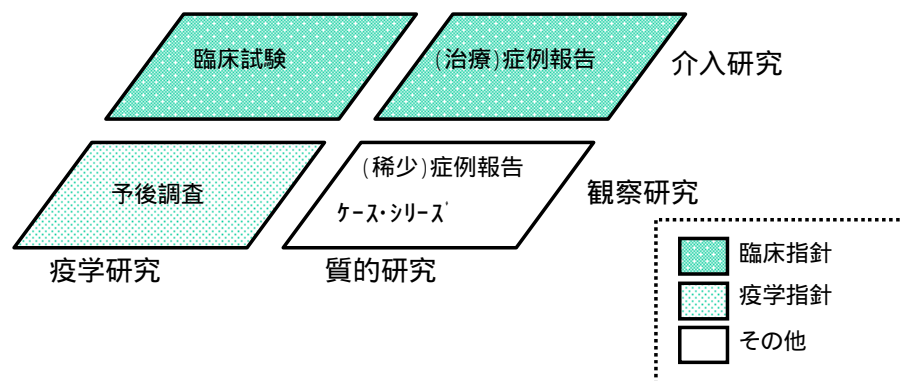 臨床試験
(治療)症例報告
介入研究
予後調査
(稀少)症例報告
ｹｰｽ･ｼﾘｰｽﾞ
観察研究
疫学研究
質的研究
臨床指針
疫学指針
その他